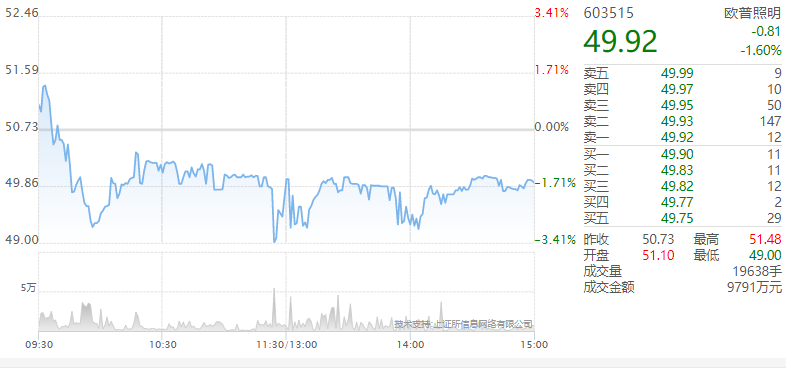 52.46
3.41%
51.59
1.71%
50.73
0.00%
49.86
-1.71%
49.00
-3.41%
5万
技术支持:上证所信息网络有限公司
09:30
10:30
11:30/13:00
14:00
15:00
603515 欧普照明
49.92
-0.81
-1.60%
卖五 49.99 9
卖四 49.97 10
卖三 49.95 50
卖二 49.93 147
卖一 49.92 12
买一 49.90 11
买二 49.83 11
买三 49.82 12
买四 49.77 2
买五 49.75 29
昨收 50.73 最高 51.48
开盘 51.10 最低 49.00
成交量 19638手
成交金额 9791万元